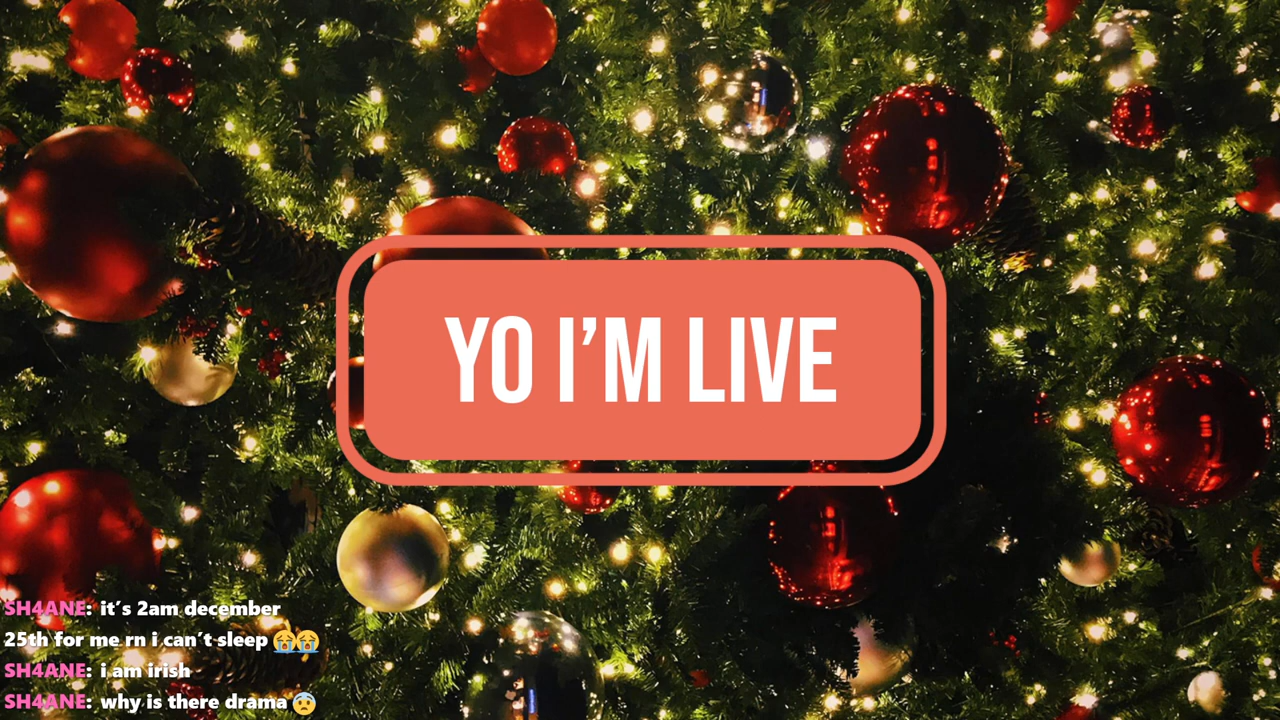 YO I’M LIVE
SH4ANE: it’s 2am december
25th for me rn i can’t sleep 😭😭
SH4ANE: i am irish
SH4ANE: why is there drama 😨